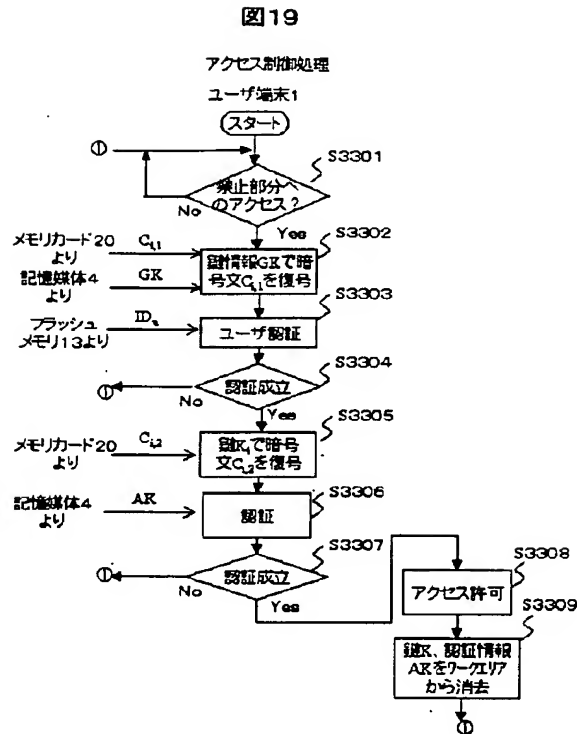 図19
アクセス制御処理
ユーザ端末1
スタート
①
S3301
禁止部分へ
のアクセス?
No
Yes
S3302
メモリカード20
より
Ci,1
記憶媒体4
より
GK
鍵情報GKで暗
号文Ci,1を復号
S3303
フラッシュ
メモリ13より
IDu
ユーザ認証
S3304
認証成立
①
No
Yes
S3305
メモリカード20
より
Ci,2
鍵Kiで暗号
文Ci,2を復号
S3306
記憶媒体4
より
AK
認証
S3307
認証成立
①
No
Yes
S3308
アクセス許可
S3309
鍵K、認証情報
AKをワークエリア
から消去
①